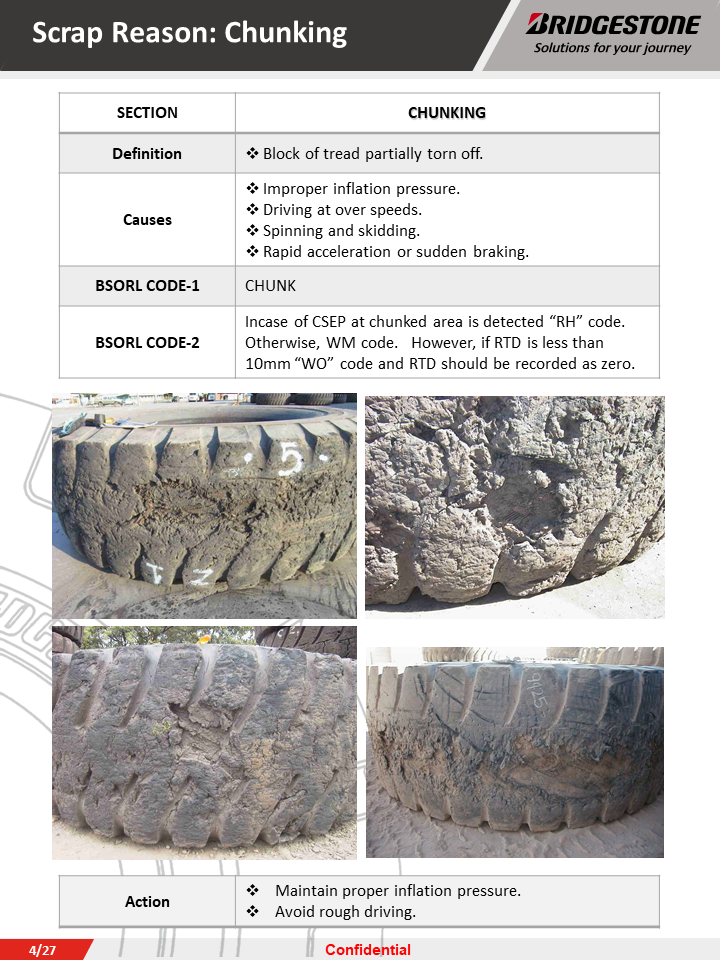 Scrap Reason: Chunking
BRIDGESTONE
Solutions for your journey
SECTION
CHUNKING
Definition
❖ Block of tread partially torn off.
Causes
❖ Improper inflation pressure.
❖ Driving at over speeds.
❖ Spinning and skidding.
❖ Rapid acceleration or sudden braking.
BSORL CODE-1
CHUNK
BSORL CODE-2
Incase of CSEP at chunked area is detected “RH” code.
Otherwise, WM code. However, if RTD is less than
10mm “WO” code and RTD should be recorded as zero.
· 5 ·
Action
❖ Maintain proper inflation pressure.
❖ Avoid rough driving.
4/27
Confidential